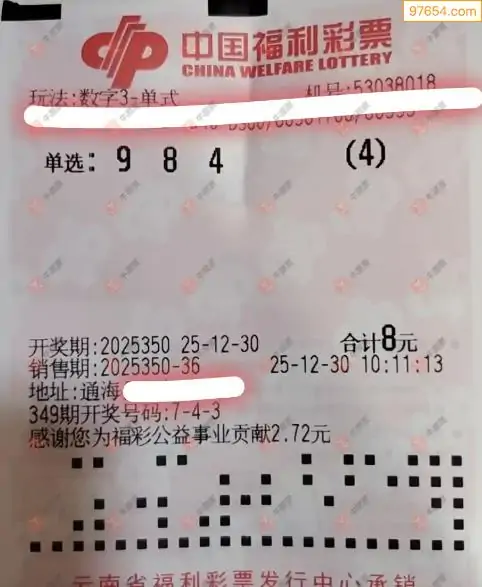 97654.com
中国福利彩票
CHINA WELFARE LOTTERY
玩法:数字3-单式 机号:53038018
单选: 9 8 4 (4)
开奖期:2025350 25-12-30 合计8元
销售期:2025350-36 25-12-30 10:11:13
地址:通海
349期开奖号码:7-4-3
感谢您为福彩公益事业贡献2.72元
云南省福利彩票发行中心承销